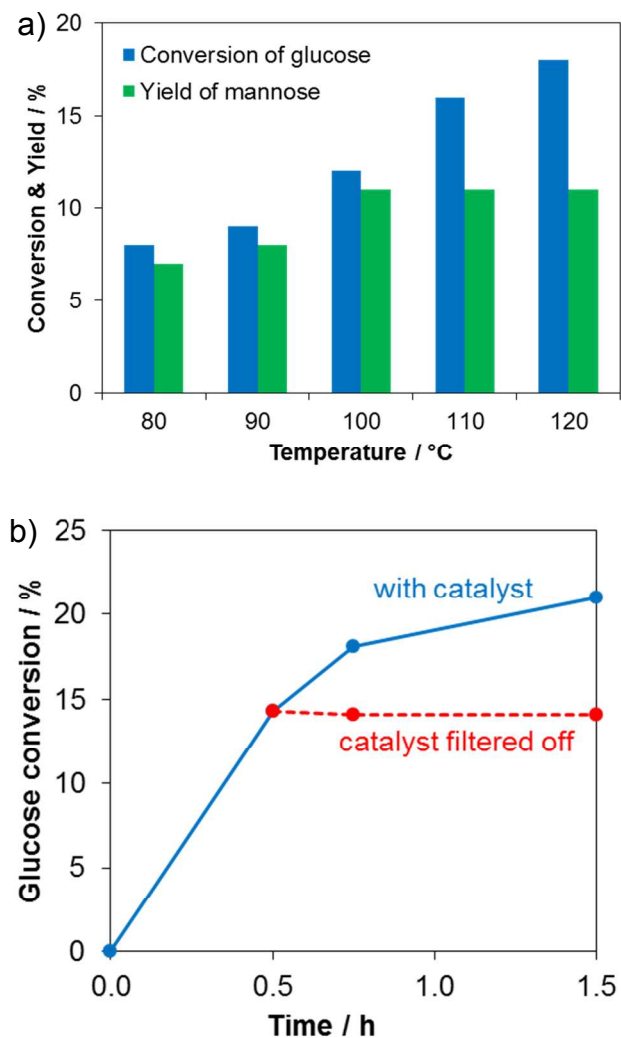 a)
Conversion & Yield / %
20
15
10
5
0
Conversion of glucose
Yield of mannose
80 90 100 110 120
Temperature / °C
b)
Glucose conversion / %
25
20
15
10
5
0
with catalyst
catalyst filtered off
0.0 0.5 1.0 1.5
Time / h